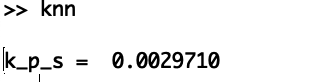 >> knn
k_p_s = 0.0029710